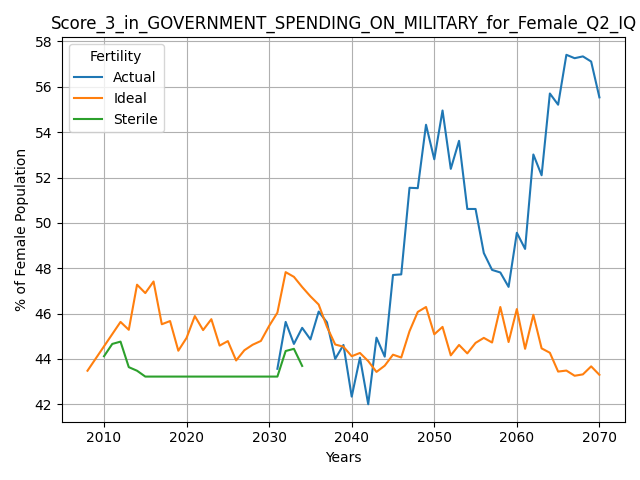 Score_3_in_GOVERNMENT_SPENDING_ON_MILITARY_for_Female_Q2_IQ
58
56
54
52
50
48
46
44
42
% of Female Population
Fertility
Actual
Ideal
Sterile
2010 2020 2030 2040 2050 2060 2070
Years